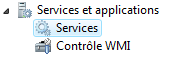 Services et applications
Services
Contrôle WMI